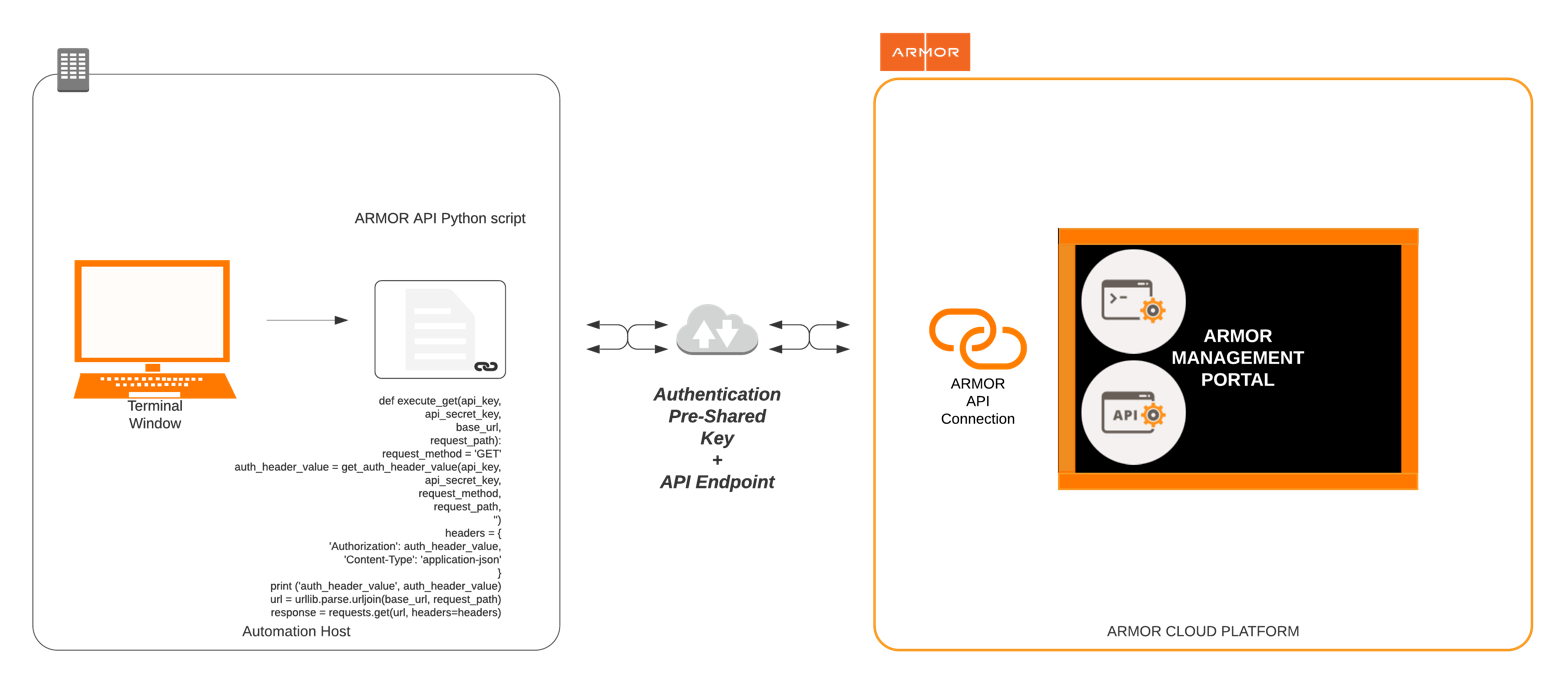 ARMOR
ARMOR API Python script
Terminal
Window
def execute_get(api_key,
api_secret_key,
base_url,
request_path):
request_method = 'GET'
auth_header_value = get_auth_header_value(api_key,
api_secret_key,
request_method,
request_path,
'')
headers = {
'Authorization': auth_header_value,
'Content-Type': 'application-json'
}
print ('auth_header_value', auth_header_value)
url = urllib.parse.urljoin(base_url, request_path)
response = requests.get(url, headers=headers)
Automation Host
Authentication
Pre-Shared
Key
+
API Endpoint
ARMOR
API
Connection
>-
API
ARMOR
MANAGEMENT
PORTAL
ARMOR CLOUD PLATFORM